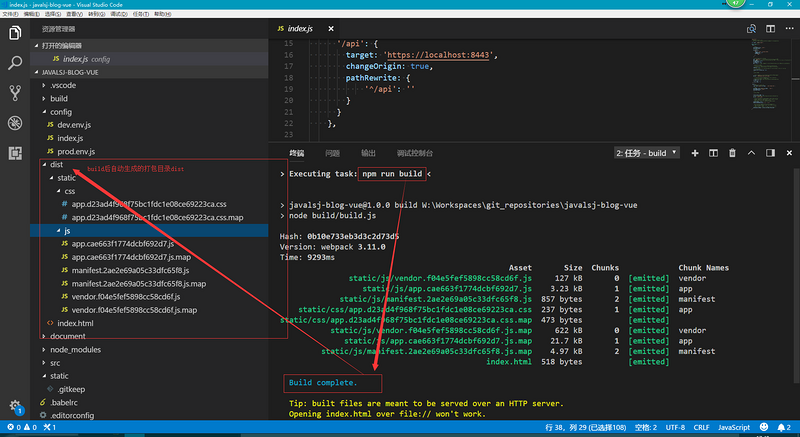 index.js - javalsj-blog-vue - Visual Studio Code
47
文件(F) 编辑(E) 选择(S) 查看(V) 转到(G) 调试(D) 任务(T) 帮助(H)
资源管理器
打开的编辑器
JS index.js config
JAVALSJ-BLOG-VUE
.vscode
build
config
JS dev.env.js
JS index.js
JS prod.env.js
dist
build后自动生成的打包目录dist
static
css
# app.d23ad4f968f75bc1fdc1e08ce69223ca.css
# app.d23ad4f968f75bc1fdc1e08ce69223ca.css.map
js
JS app.cae663f1774dcbf692d7.js
JS app.cae663f1774dcbf692d7.js.map
JS manifest.2ae2e69a05c33dfc65f8.js
JS manifest.2ae2e69a05c33dfc65f8.js.map
JS vendor.f04e5fef5898cc58cd6f.js
JS vendor.f04e5fef5898cc58cd6f.js.map
<> index.html
document
node_modules
src
static
.gitkeep
.babelrc
.editorconfig
1
JS index.js ×
15 '/api': {
16 target: 'https://localhost:8443',
17 changeOrigin: true,
18 pathRewrite: {
19 '^/api': ''
20 }
21 }
22 },
23
终端 问题 输出 调试控制台 2: 任务 - build
> Executing task: npm run build <
> javalsj-blog-vue@1.0.0 build W:\Workspaces\git_repositories\javalsj-blog-vue
> node build/build.js
Hash: 0b10e733eb3d3c2d73d5
Version: webpack 3.11.0
Time: 9293ms
Asset Size Chunks Chunk Names
static/js/vendor.f04e5fef5898cc58cd6f.js 127 kB 0 [emitted] vendor
static/js/app.cae663f1774dcbf692d7.js 3.23 kB 1 [emitted] app
static/js/manifest.2ae2e69a05c33dfc65f8.js 857 bytes 2 [emitted] manifest
static/css/app.d23ad4f968f75bc1fdc1e08ce69223ca.css 237 bytes 1 [emitted] app
static/css/app.d23ad4f968f75bc1fdc1e08ce69223ca.css.map 473 bytes [emitted]
static/js/vendor.f04e5fef5898cc58cd6f.js.map 622 kB 0 [emitted] vendor
static/js/app.cae663f1774dcbf692d7.js.map 21.7 kB 1 [emitted] app
static/js/manifest.2ae2e69a05c33dfc65f8.js.map 4.97 kB 2 [emitted] manifest
index.html 518 bytes [emitted]
Build complete.
Tip: built files are meant to be served over an HTTP server.
Opening index.html over file:// won't work.
0 0 1 行 38, 列 29 (已选择108) 空格: 2 UTF-8 CRLF JavaScript 2